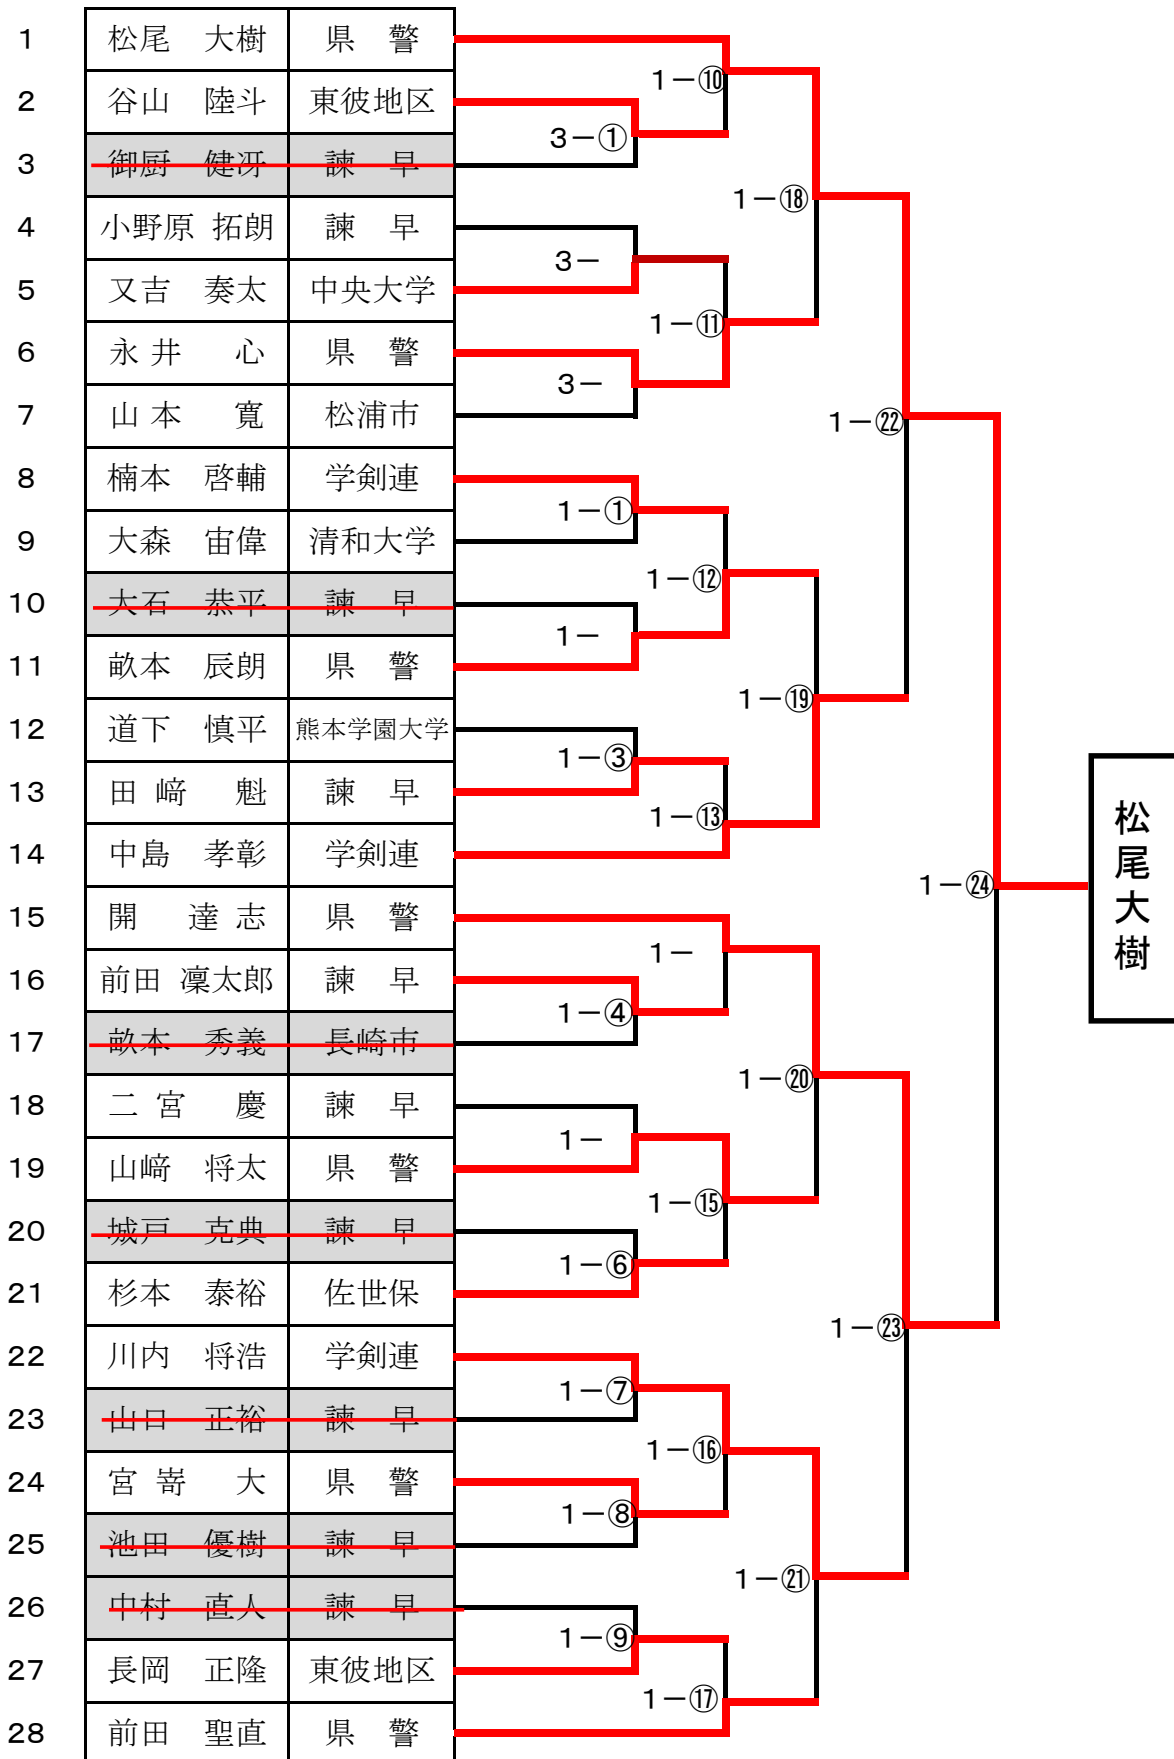 1 松尾 大樹 県 警
2 谷山 陸斗 東彼地区
3 御厨 健冴 諫 早
4 小野原 拓朗 諫 早
5 又吉 奏太 中央大学
6 永井 心 県 警
7 山本 寛 松浦市
8 楠本 啓輔 学剣連
9 大森 宙偉 清和大学
10 大石 恭平 諫 早
11 畝本 辰朗 県 警
12 道下 慎平 熊本学園大学
13 田﨑 魁 諫 早
14 中島 孝彰 学剣連
15 開 達志 県 警
16 前田 凜太郎 諫 早
17 畝本 秀義 長崎市
18 二宮 慶 諫 早
19 山﨑 将太 県 警
20 城戸 克典 諫 早
21 杉本 泰裕 佐世保
22 川内 将浩 学剣連
23 山口 正裕 諫 早
24 宮嵜 大 県 警
25 池田 優樹 諫 早
26 中村 直人 諫 早
27 長岡 正隆 東彼地区
28 前田 聖直 県 警
3－①
3－
3－
1－①
1－
1－③
1－④
1－
1－⑥
1－⑦
1－⑧
1－⑨
1－⑩
1－⑪
1－⑫
1－⑬
1－
1－⑮
1－⑯
1－⑰
1－⑱
1－⑲
1－⑳
1－㉑
1－㉒
1－㉓
1－㉔
松尾大樹